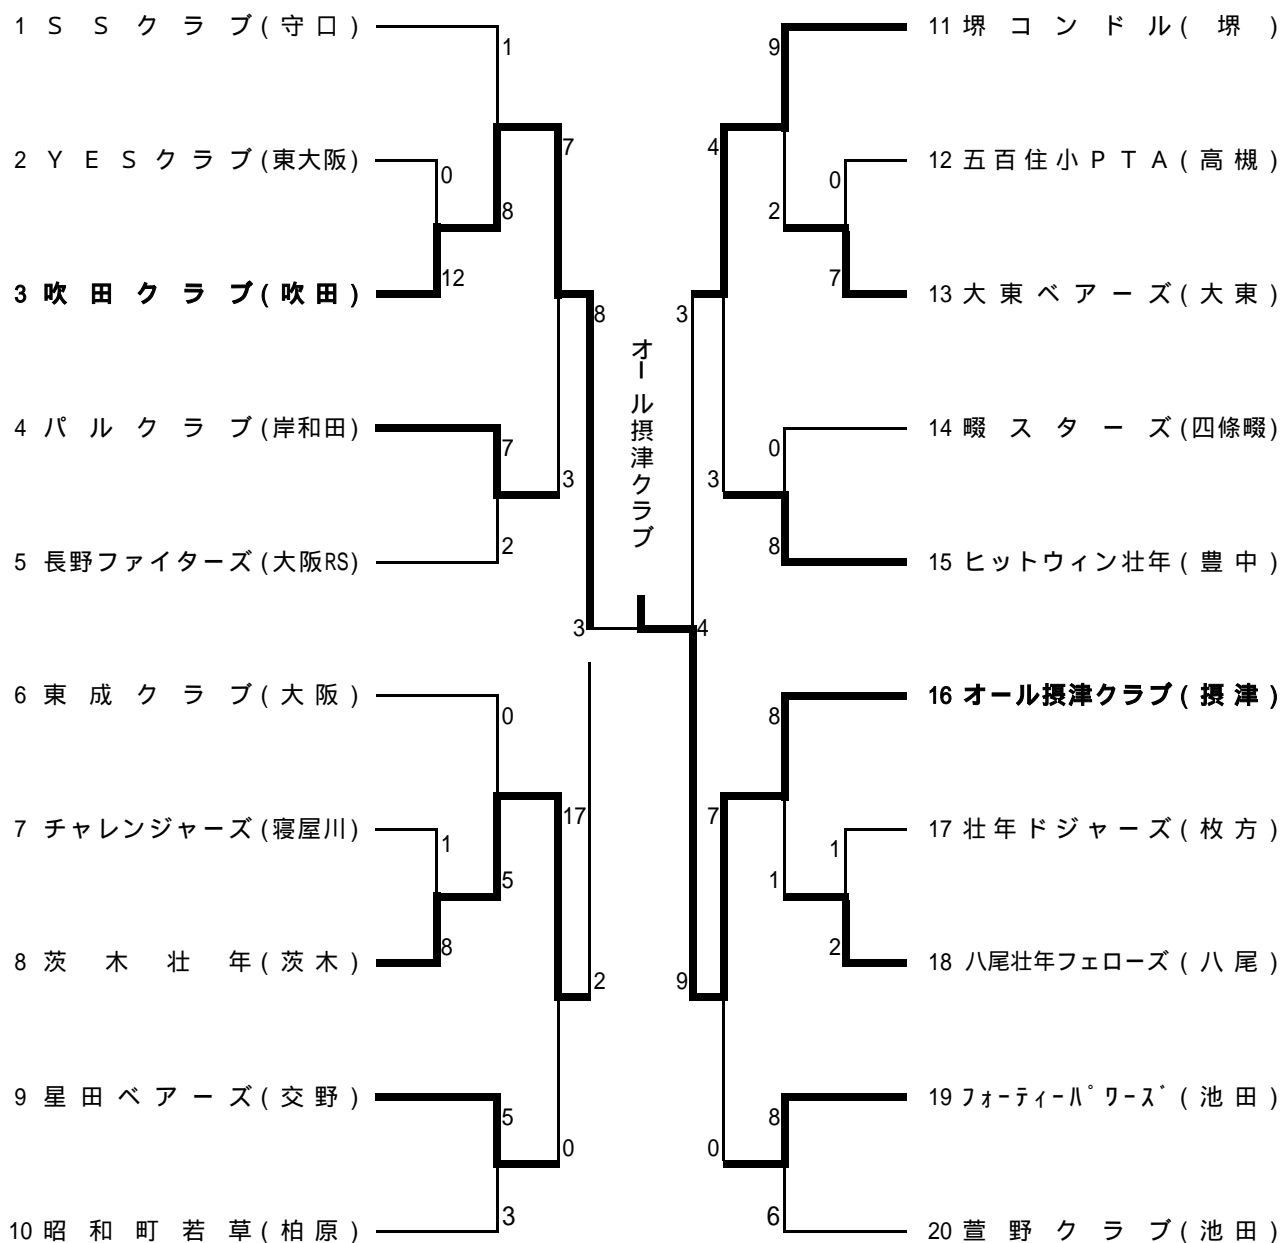 1 SSクラブ(守口)
1
2 YESクラブ(東大阪)
0
7
8
3 吹田クラブ(吹田)
12
8
4 パルクラブ(岸和田)
7
3
5 長野ファイターズ(大阪RS)
2
3
6 東成クラブ(大阪)
0
7 チャレンジャーズ(寝屋川)
1
17
5
8 茨木壮年(茨木)
8
2
9 星田ベアーズ(交野)
5
0
10 昭和町若草(柏原)
3
オール摂津クラブ
4
11 堺コンドル(堺)
9
4
12 五百住小PTA(高槻)
0
2
13 大東ベアーズ(大東)
7
3
14 畷スターズ(四條畷)
0
3
15 ヒットウィン壮年(豊中)
8
16 オール摂津クラブ(摂津)
8
7
17 壮年ドジャーズ(枚方)
1
1
18 八尾壮年フェローズ(八尾)
2
9
19 フォーティーパワーズ(池田)
8
0
20 萱野クラブ(池田)
6